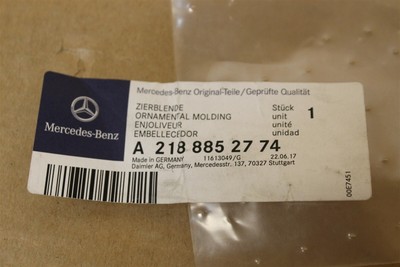 Mercedes-Benz Original-Teile/Geprüfte Qualität
ZIERBLENDE Stück
ORNAMENTAL MOLDING unit 1
ENJOLIVEUR unité
EMBELLECEDOR unidad
Mercedes-Benz
A 218 885 27 74
Made in GERMANY 11613049/G 22.06.17
Daimler AG, Germany, Mercedesstr. 137, 70327 Stuttgart
00E7451